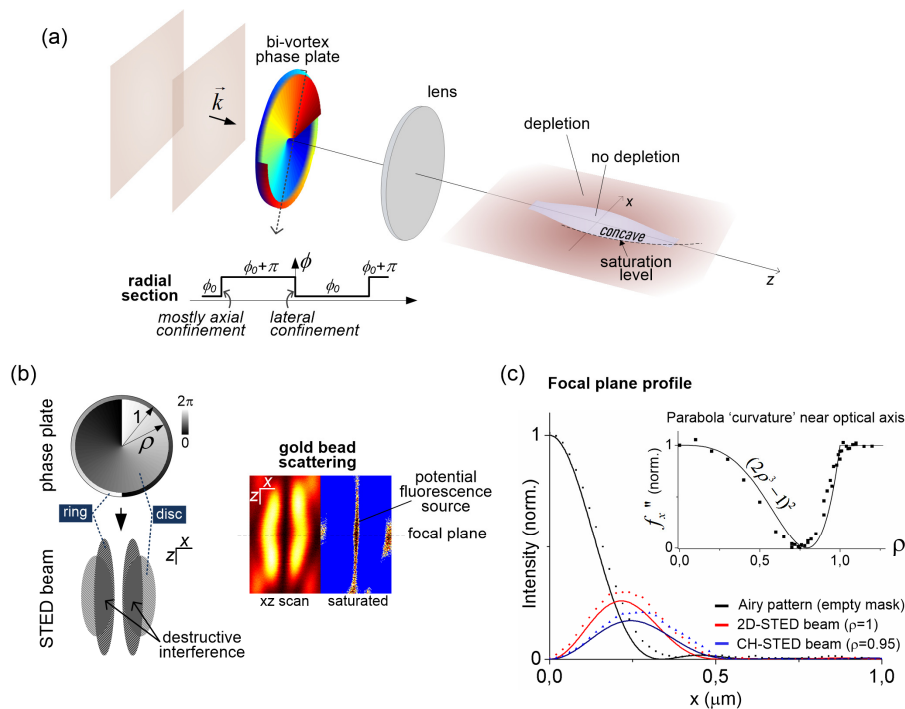 (a)
bi-vortex
phase plate
k
lens
depletion
no depletion
x
concave
saturation
level
z
ϕ
ϕ0+π
ϕ0+π
radial
section
ϕ0
ϕ0
mostly axial
confinement
lateral
confinement
(b)
phase plate
2π
0
1
ρ
ring
disc
x
z
STED beam
destructive
interference
gold bead
scattering
x
z
potential
fluorescence
source
focal plane
xz scan
saturated
(c)
Focal plane profile
Parabola ‘curvature’ near optical axis
fx" (norm.)
1
0
(2ρ³-1)²
0,0
0,5
1,0
ρ
Intensity (norm.)
1
0
Airy pattern (empty mask)
2D-STED beam (ρ=1)
CH-STED beam (ρ=0.95)
0,0
0,5
1,0
x (μm)